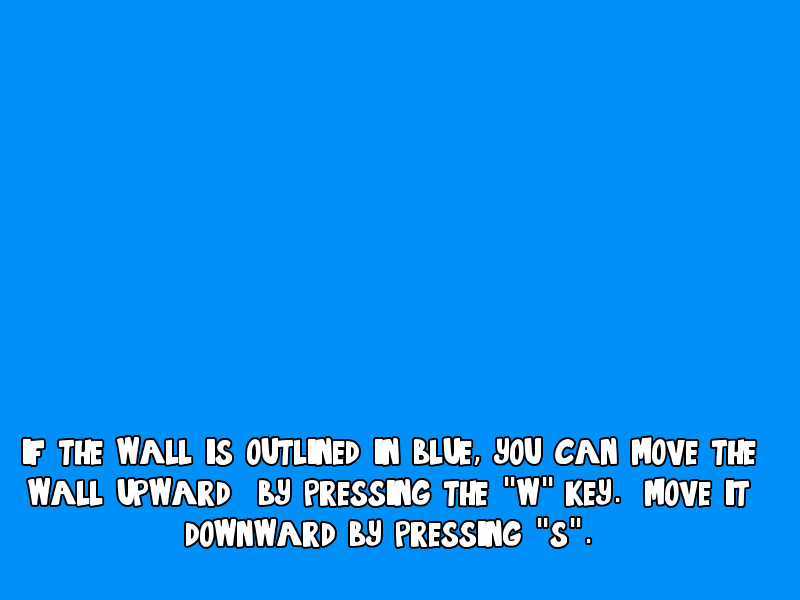 IF THE WALL IS OUTLINED IN BLUE, YOU CAN MOVE THE
WALL UPWARD  BY PRESSING THE "W" KEY.  MOVE IT
DOWNWARD BY PRESSING "S".